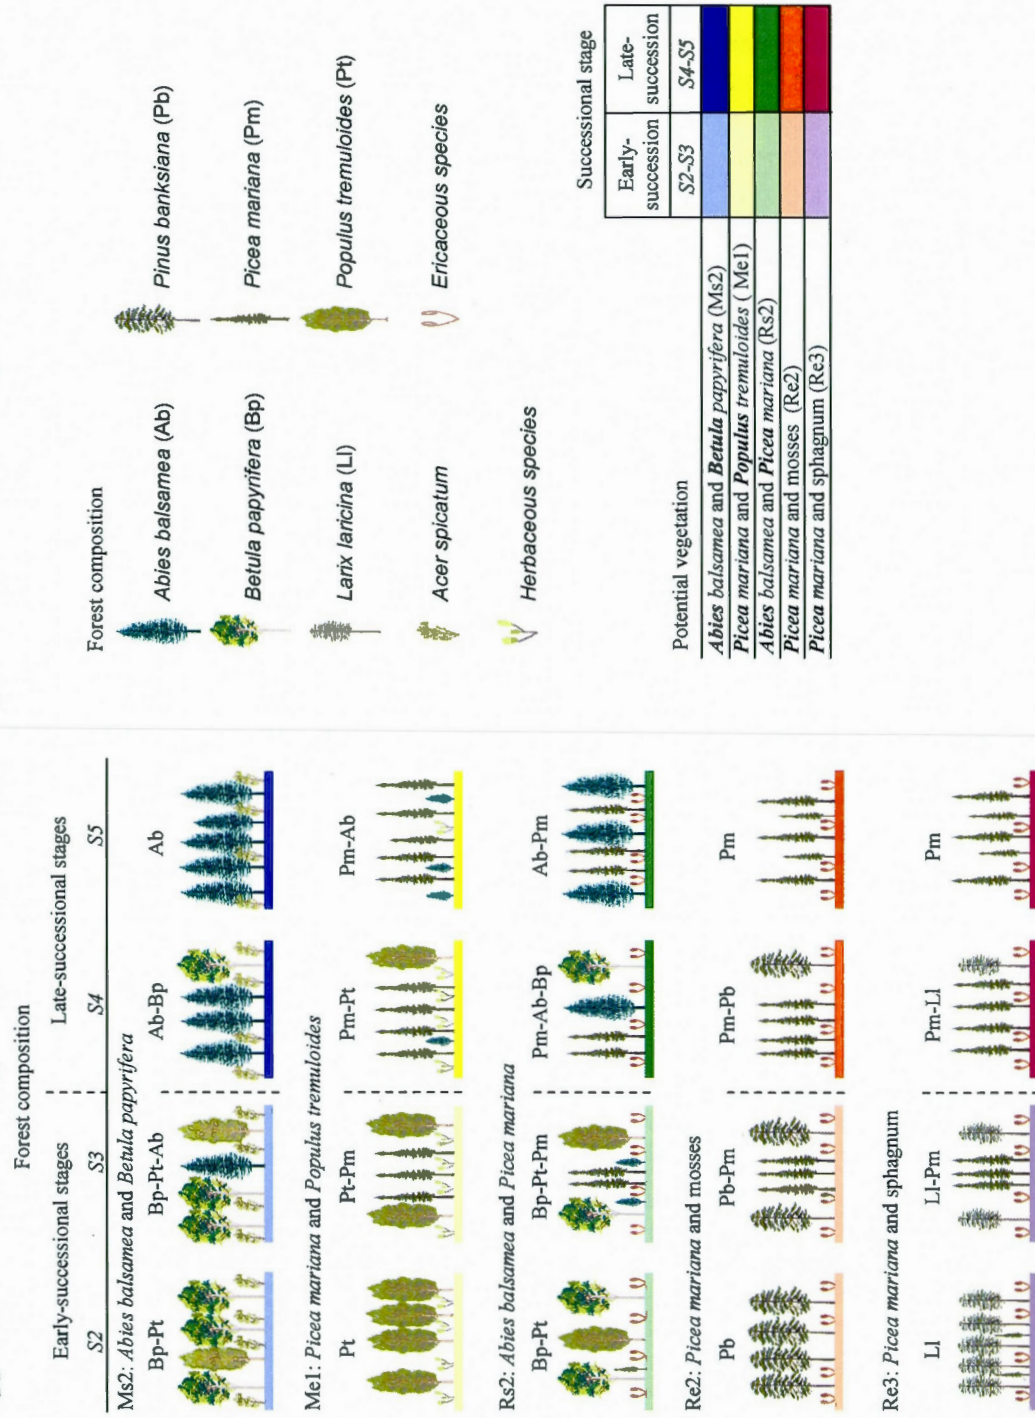 Forest composition
Early-successional stages Late-successional stages
S2 S3 S4 S5
Ms2: Abies balsamea and Betula papyrifera
Bp-Pt Bp-Pt-Ab Ab-Bp Ab
Me1: Picea mariana and Populus tremuloides
Pt Pt-Pm Pm-Pt Pm-Ab
Rs2: Abies balsamea and Picea mariana
Bp-Pt Bp-Pt-Pm Pm-Ab-Bp Ab-Pm
Re2: Picea mariana and mosses
Pb Pb-Pm Pm-Pb Pm
Re3: Picea mariana and sphagnum
Ll Ll-Pm Pm-Ll Pm
Forest composition
Abies balsamea (Ab) Pinus banksiana (Pb)
Betula papyrifera (Bp) Picea mariana (Pm)
Larix laricina (Ll) Populus tremuloides (Pt)
Acer spicatum Ericaceous species
Herbaceous species
Successional stage
Early-succession Late-succession
Potential vegetation S2-S3 S4-S5
Abies balsamea and Betula papyrifera (Ms2)
Picea mariana and Populus tremuloides ( Me1)
Abies balsamea and Picea mariana (Rs2)
Picea mariana and mosses (Re2)
Picea mariana and sphagnum (Re3)